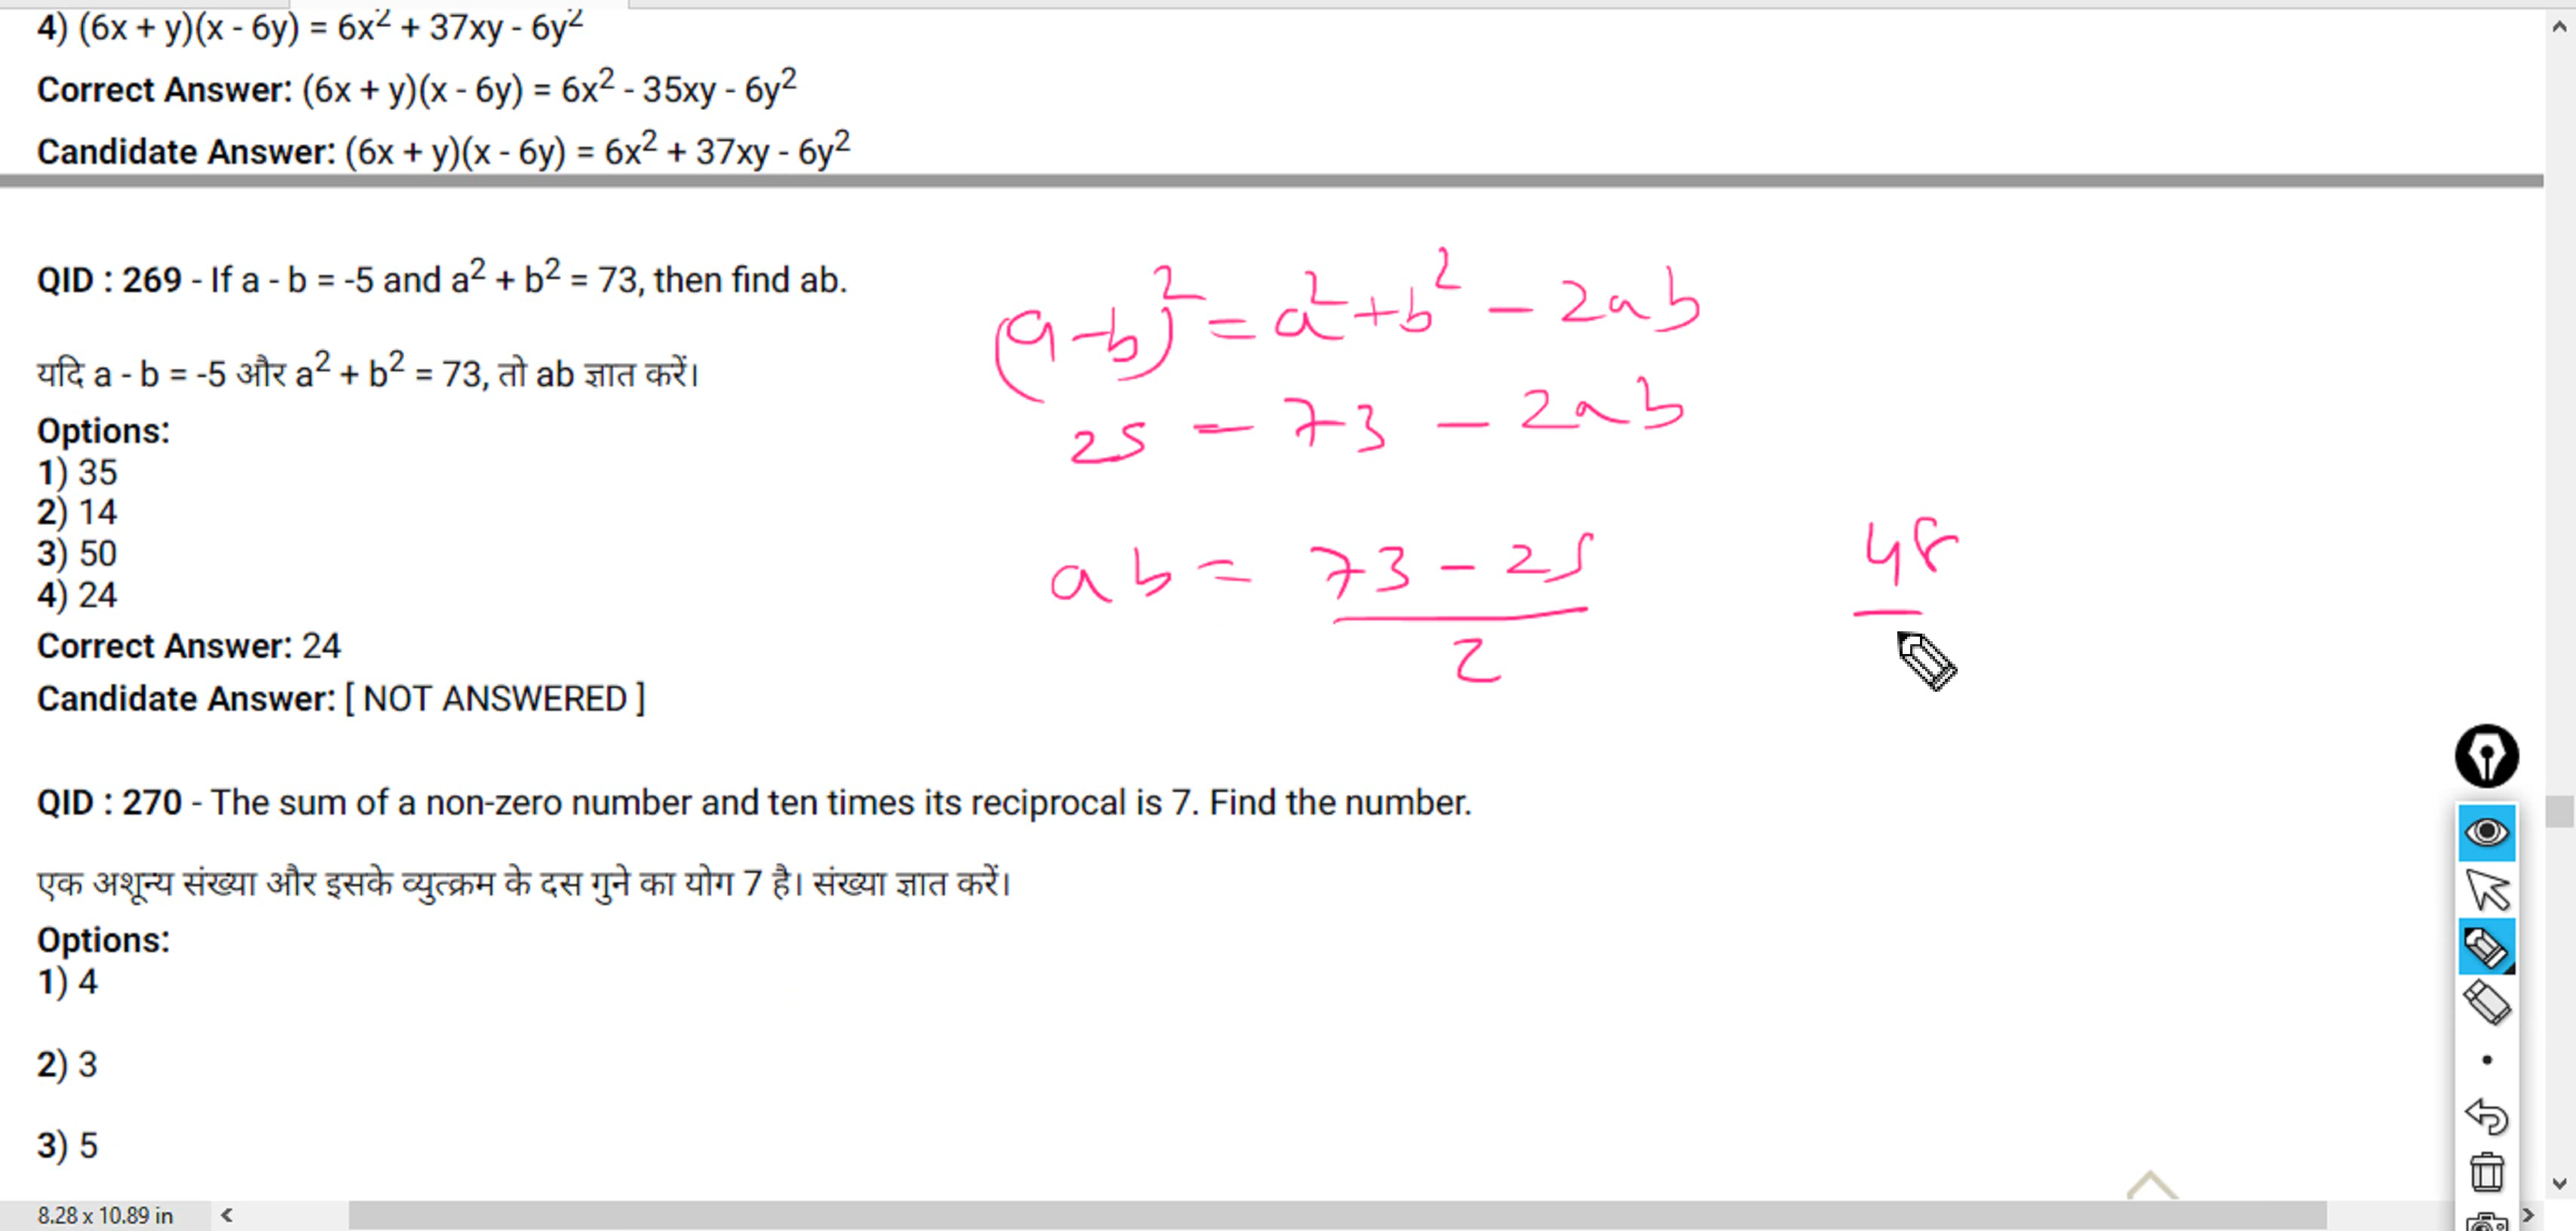 4) (6x + y)(x - 6y) = 6x² + 37xy - 6y²
Correct Answer: (6x + y)(x - 6y) = 6x² - 35xy - 6y²
Candidate Answer: (6x + y)(x - 6y) = 6x² + 37xy - 6y²
QID : 269 - If a - b = -5 and a² + b² = 73, then find ab.
यदि a - b = -5 और a² + b² = 73, तो ab ज्ञात करें।
Options:
1) 35
2) 14
3) 50
4) 24
Correct Answer: 24
Candidate Answer: [ NOT ANSWERED ]
(a-b)² = a² + b² - 2ab
25 = 73 - 2ab
ab = 73 - 25
2
48
QID : 270 - The sum of a non-zero number and ten times its reciprocal is 7. Find the number.
एक अशून्य संख्या और इसके व्युत्क्रम के दस गुने का योग 7 है। संख्या ज्ञात करें।
Options:
1) 4
2) 3
3) 5
8.28 x 10.89 in